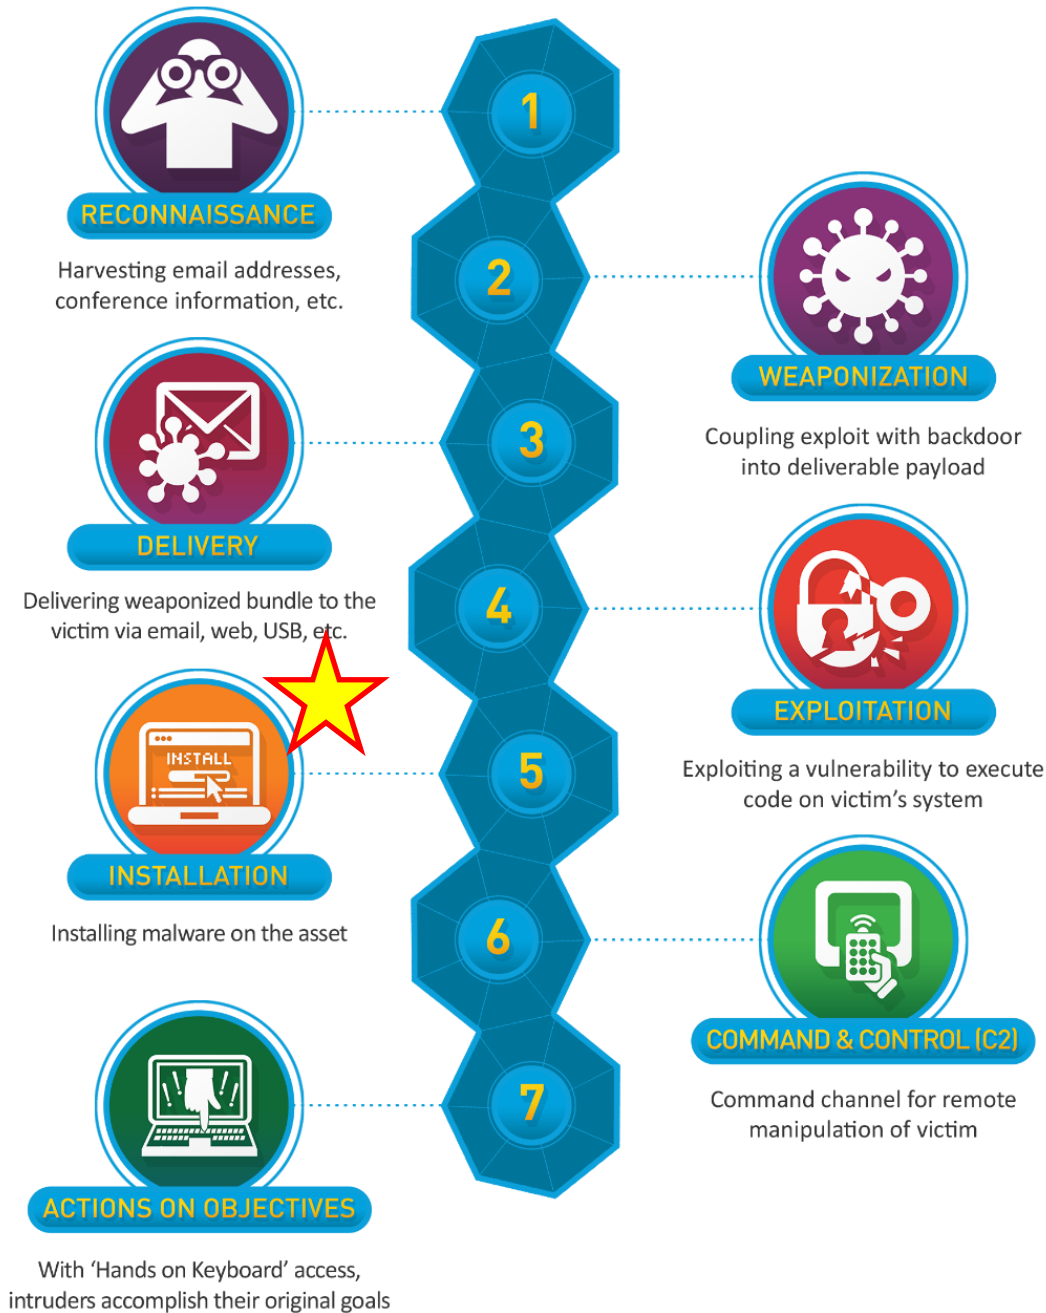 1
RECONNAISSANCE
Harvesting email addresses,
conference information, etc.
2
WEAPONIZATION
Coupling exploit with backdoor
into deliverable payload
3
DELIVERY
Delivering weaponized bundle to the
victim via email, web, USB, etc.
4
EXPLOITATION
Exploiting a vulnerability to execute
code on victim’s system
5
INSTALL
INSTALLATION
Installing malware on the asset
6
COMMAND & CONTROL (C2)
Command channel for remote
manipulation of victim
7
ACTIONS ON OBJECTIVES
With ‘Hands on Keyboard’ access,
intruders accomplish their original goals